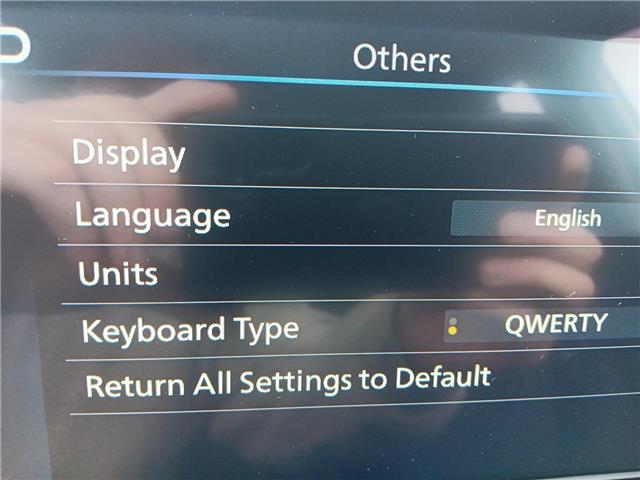 Others
Display
Language English
Units
Keyboard Type QWERTY
Return All Settings to Default